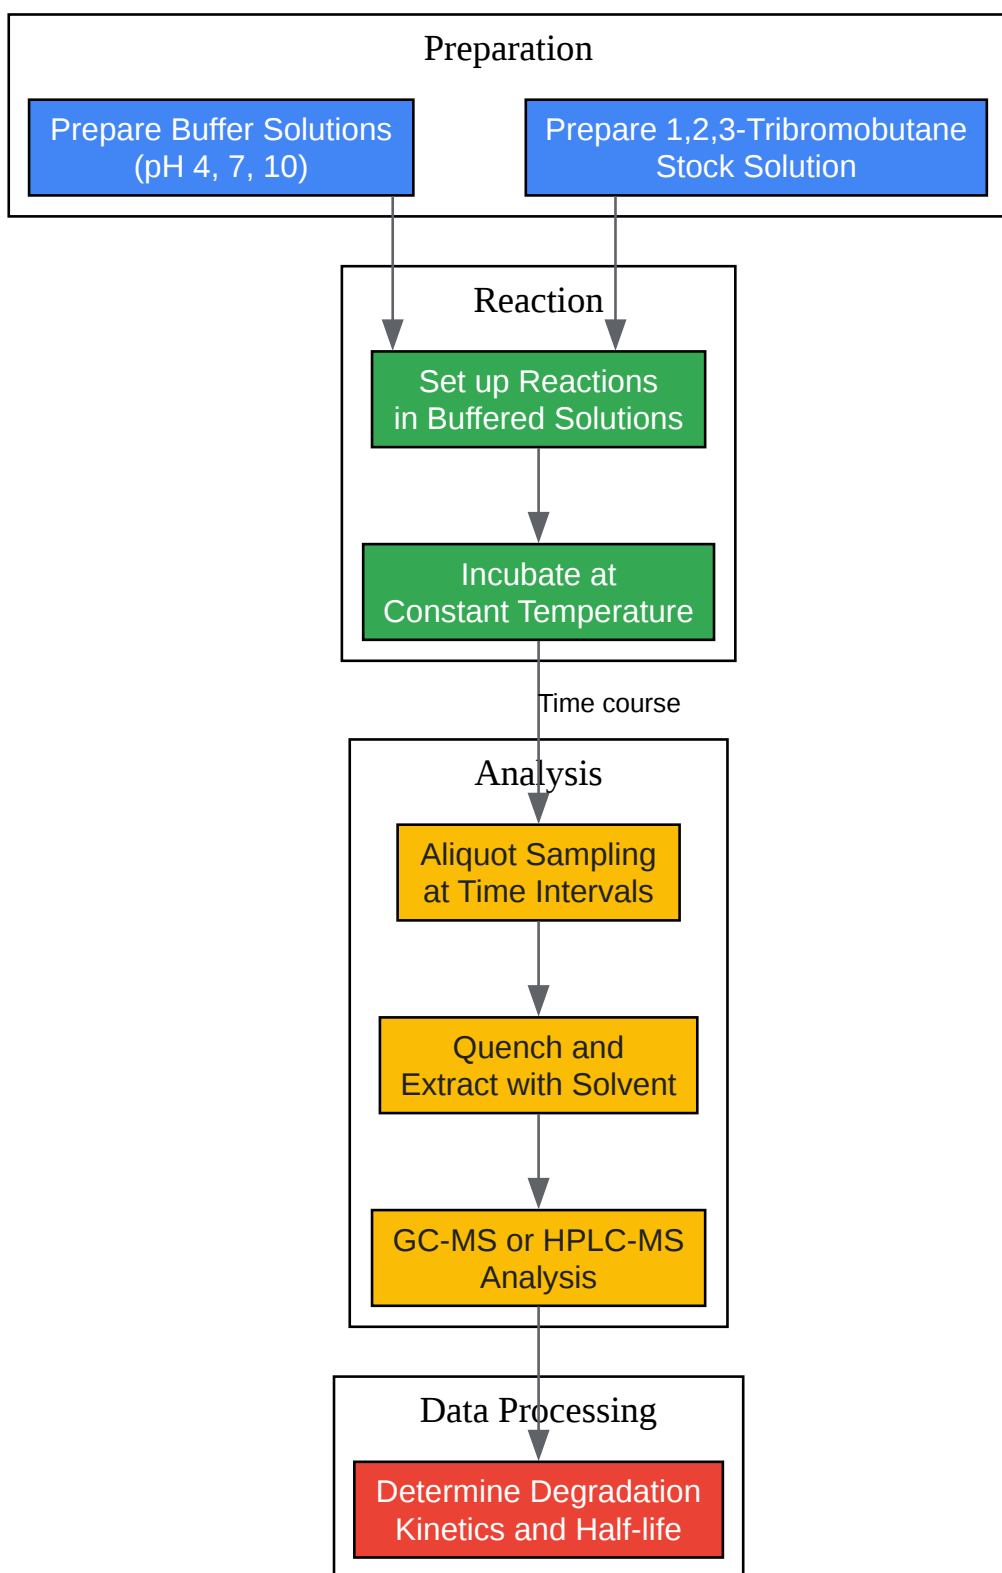 Preparation
Prepare Buffer Solutions
(pH 4, 7, 10)
Prepare 1,2,3-Tribromobutane
Stock Solution
Reaction
Set up Reactions
in Buffered Solutions
Incubate at
Constant Temperature
Time course
Analysis
Aliquot Sampling
at Time Intervals
Quench and
Extract with Solvent
GC-MS or HPLC-MS
Analysis
Data Processing
Determine Degradation
Kinetics and Half-life